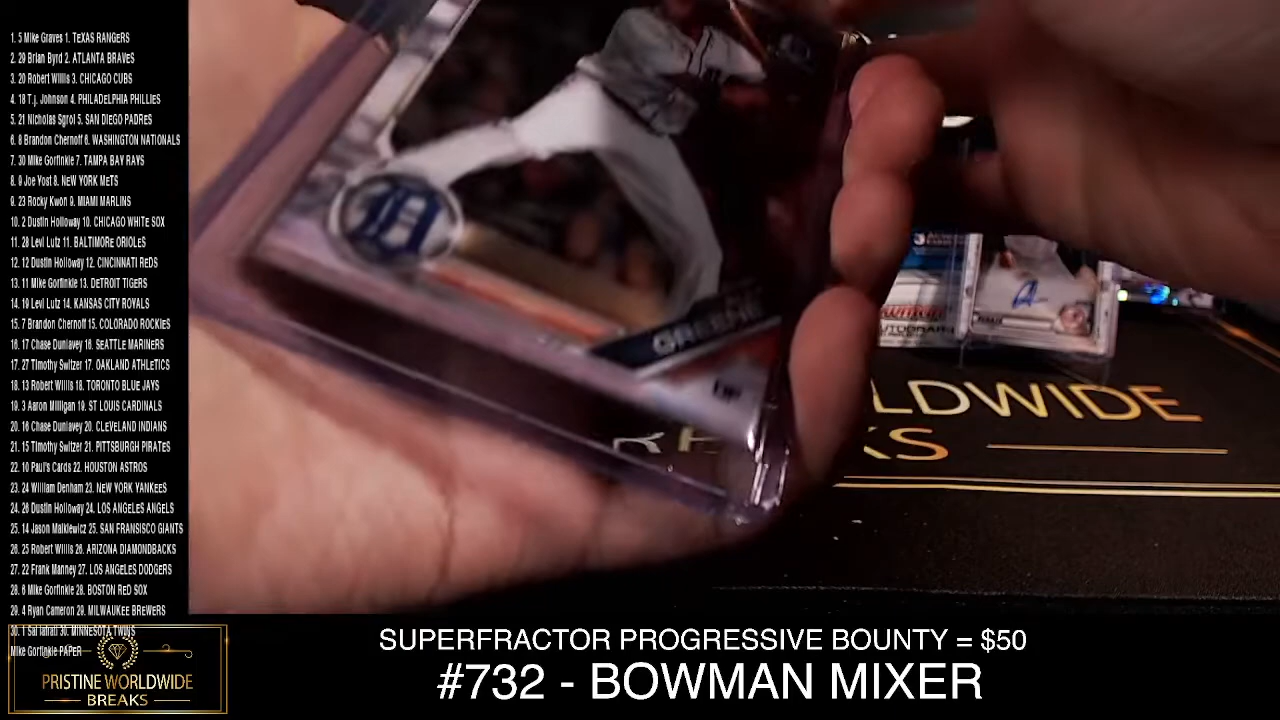 1. 5 Mike Graves 1. TEXAS RANGERS
2. 29 Brian Byrd 2. ATLANTA BRAVES
3. 20 Robert Willis 3. CHICAGO CUBS
4. 18 T.j. Johnson 4. PHILADELPHIA PHILLIES
5. 21 Nicholas Sgroi 5. SAN DIEGO PADRES
6. 8 Brandon Chernoff 6. WASHINGTON NATIONALS
7. 30 Mike Gorfinkle 7. TAMPA BAY RAYS
8. 9 Joe Yost 8. NEW YORK METS
9. 23 Rocky Kwon 9. MIAMI MARLINS
10. 2 Dustin Holloway 10. CHICAGO WHITE SOX
11. 28 Levi Lutz 11. BALTIMORE ORIOLES
12. 12 Dustin Holloway 12. CINCINNATI REDS
13. 11 Mike Gorfinkle 13. DETROIT TIGERS
14. 19 Levi Lutz 14. KANSAS CITY ROYALS
15. 7 Brandon Chernoff 15. COLORADO ROCKIES
16. 17 Chase Dunlavey 16. SEATTLE MARINERS
17. 27 Timothy Switzer 17. OAKLAND ATHLETICS
18. 13 Robert Willis 18. TORONTO BLUE JAYS
19. 3 Aaron Milligan 19. ST LOUIS CARDINALS
20. 16 Chase Dunlavey 20. CLEVELAND INDIANS
21. 15 Timothy Switzer 21. PITTSBURGH PIRATES
22. 10 Paul's Cards 22. HOUSTON ASTROS
23. 24 William Denham 23. NEW YORK YANKEES
24. 26 Dustin Holloway 24. LOS ANGELES ANGELS
25. 14 Jason Malkiewicz 25. SAN FRANSISCO GIANTS
26. 25 Robert Willis 26. ARIZONA DIAMONDBACKS
27. 22 Frank Manney 27. LOS ANGELES DODGERS
28. 6 Mike Gorfinkle 28. BOSTON RED SOX
29. 4 Ryan Cameron 29. MILWAUKEE BREWERS
30. 1 Sal 30. MINNESOTA TWINS
Mike Gorfinkle PAPER
PRISTINE WORLDWIDE
BREAKS
D
GREENE
LDWIDE
KS
SUPERFRACTOR PROGRESSIVE BOUNTY = $50
#732 - BOWMAN MIXER